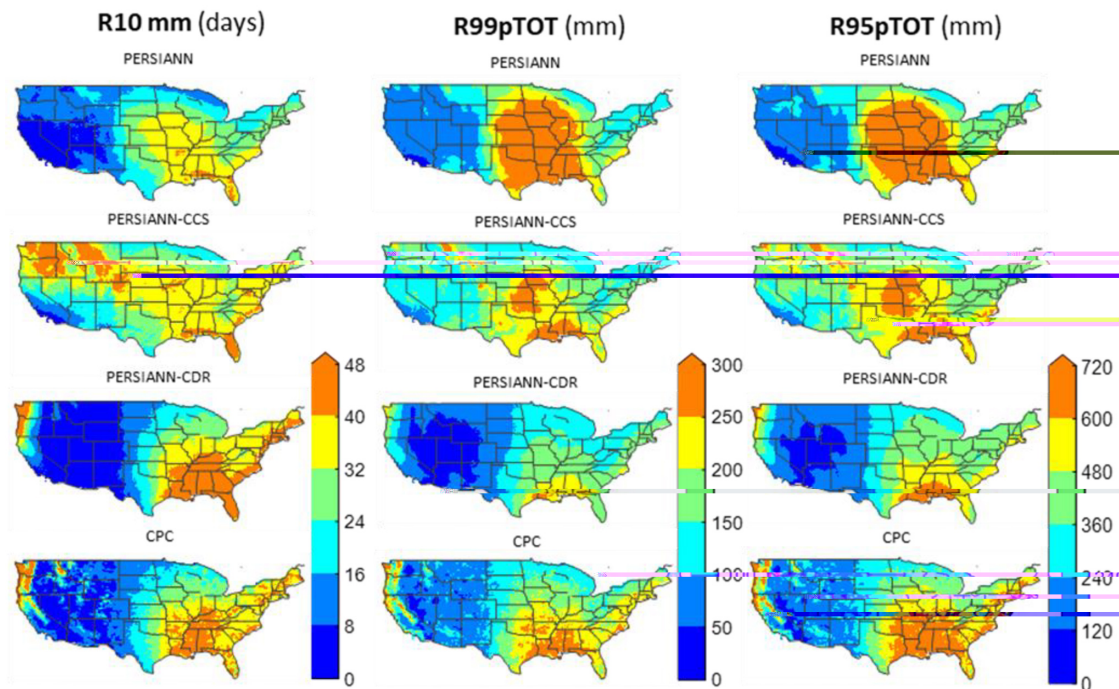 R10 mm (days)
R99pTOT (mm)
R95pTOT (mm)
PERSIANN
PERSIANN
PERSIANN
PERSIANN-CCS
PERSIANN-CCS
PERSIANN-CCS
PERSIANN-CDR
PERSIANN-CDR
PERSIANN-CDR
CPC
CPC
CPC
48
40
32
24
16
8
0
300
250
200
150
100
50
0
720
600
480
360
240
120
0